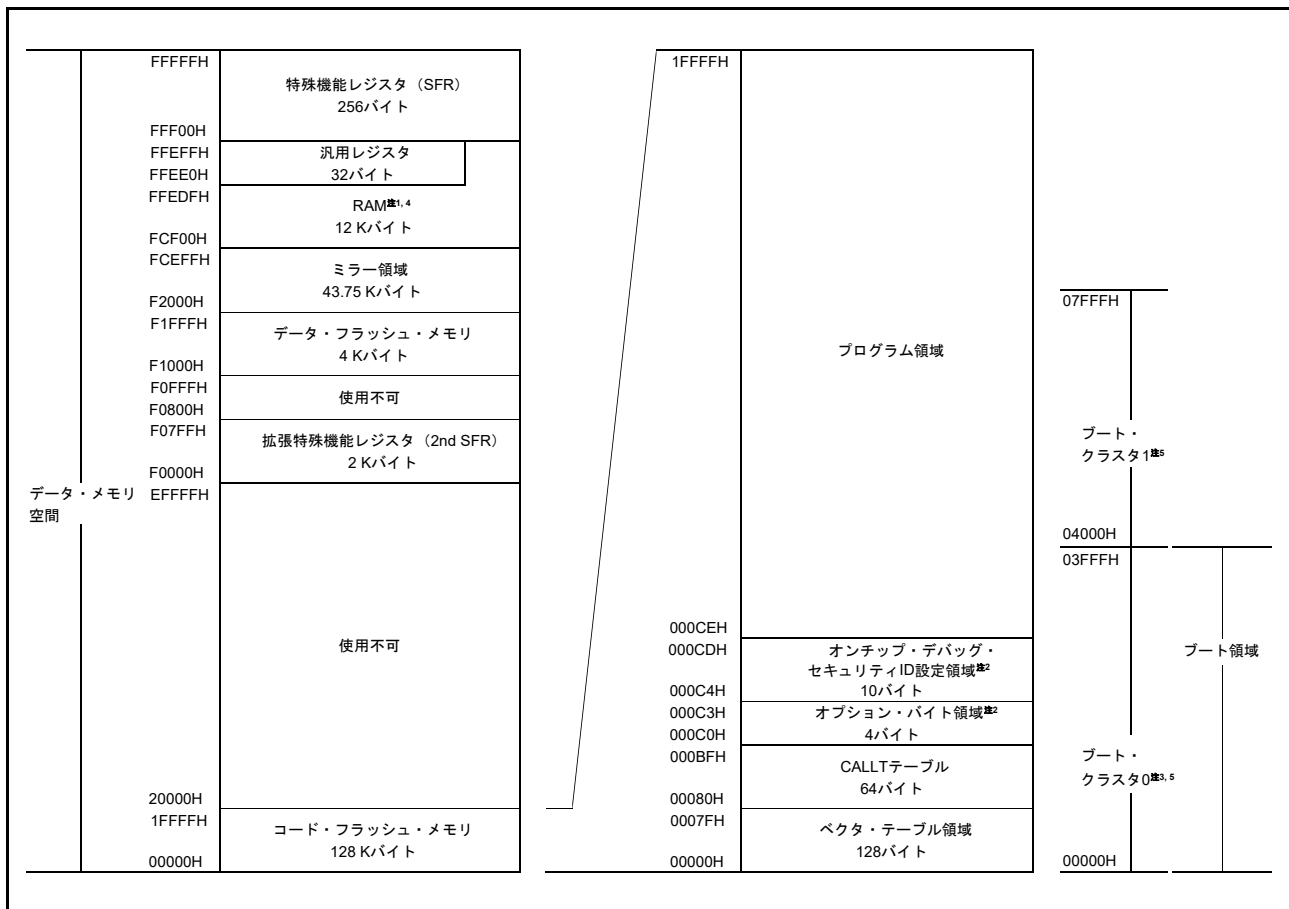 FFFFFH
特殊機能レジスタ（SFR）
256バイト
FFF00H
FFEFFH
汎用レジスタ
32バイト
FFEE0H
FFEDFH
RAM注1, 4
12 Kバイト
FCF00H
FCEFFH
ミラー領域
43.75 Kバイト
F2000H
F1FFFH
データ・フラッシュ・メモリ
4 Kバイト
F1000H
F0FFFH
使用不可
F0800H
F07FFH
拡張特殊機能レジスタ（2nd SFR）
2 Kバイト
F0000H
データ・メモリ
空間
EFFFFH
使用不可
20000H
1FFFFH
コード・フラッシュ・メモリ
128 Kバイト
00000H
1FFFFH
プログラム領域
000CEH
000CDH
オンチップ・デバッグ・
セキュリティID設定領域注2
10バイト
000C4H
000C3H
オプション・バイト領域注2
4バイト
000C0H
000BFH
CALLTテーブル
64バイト
00080H
0007FH
ベクタ・テーブル領域
128バイト
00000H
07FFFH
ブート・
クラスタ1注5
04000H
03FFFH
ブート領域
ブート・
クラスタ0注3, 5
00000H